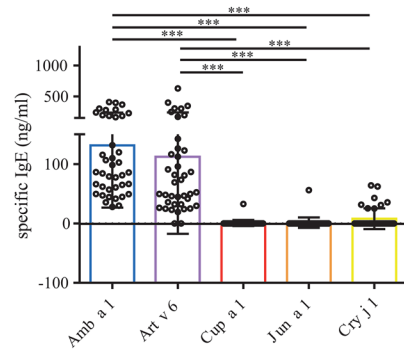 ***
***
***
***
***
***
specific IgE (ng/ml)
1000
500
100
0
-100
Amb a 1
Art v 6
Cup a 1
Jun a 1
Cry j 1